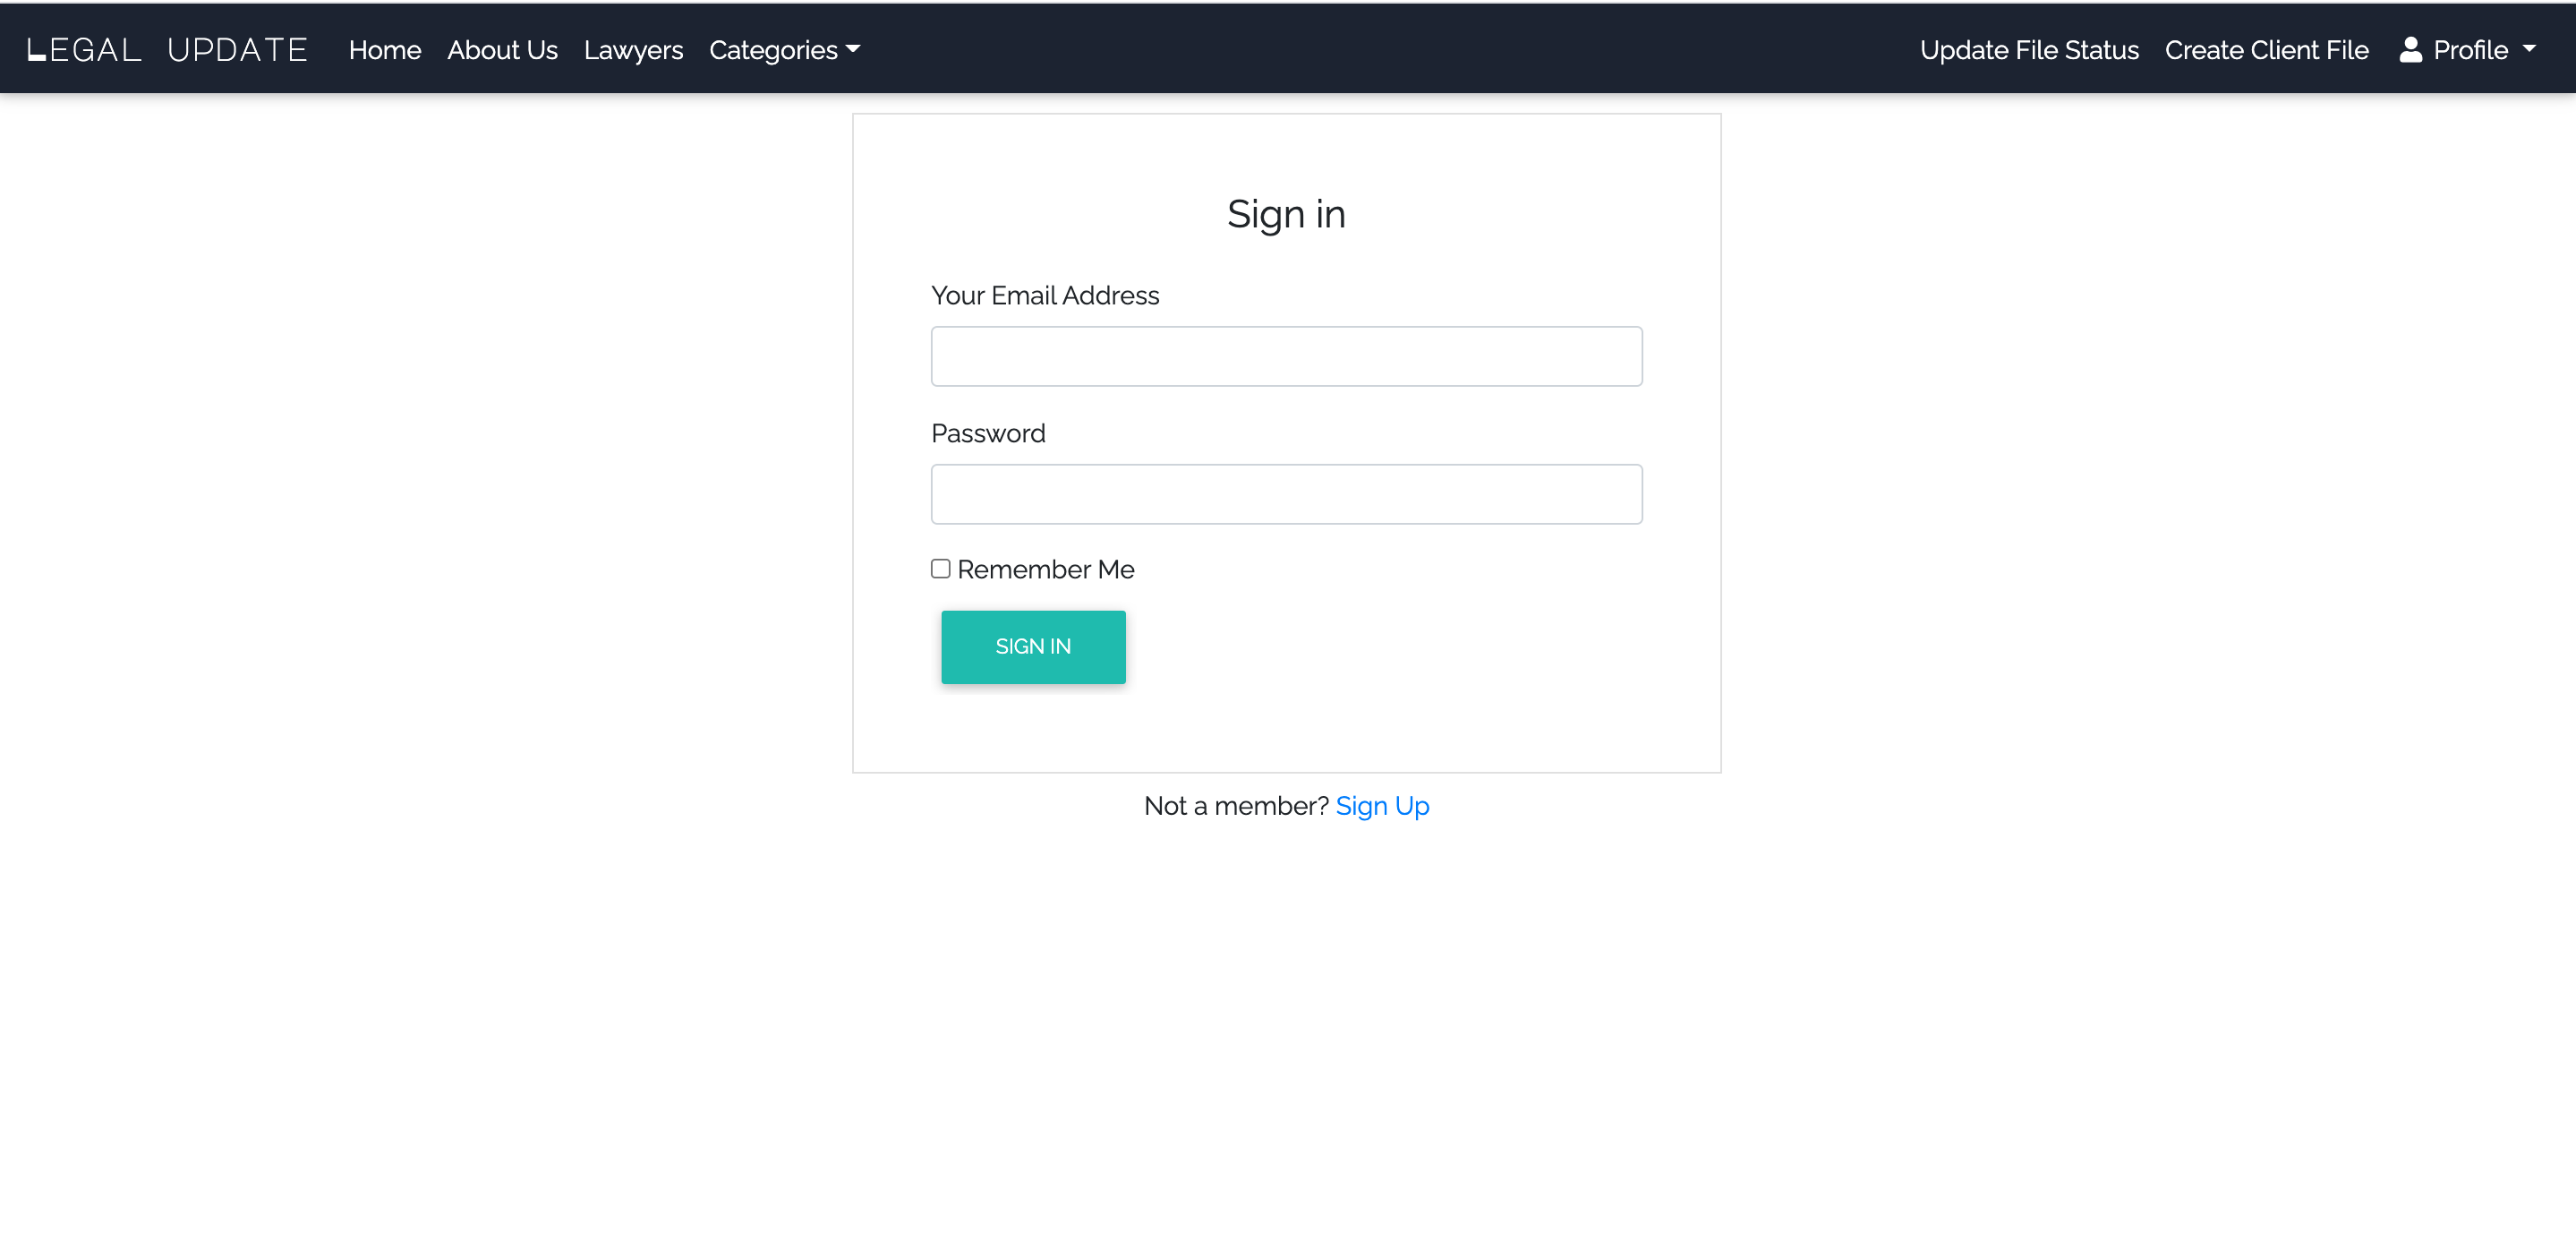 LEGAL UPDATE Home About Us Lawyers Categories Update File Status Create Client File Profile
Sign in
Your Email Address
Password
Remember Me
SIGN IN
Not a member? Sign Up